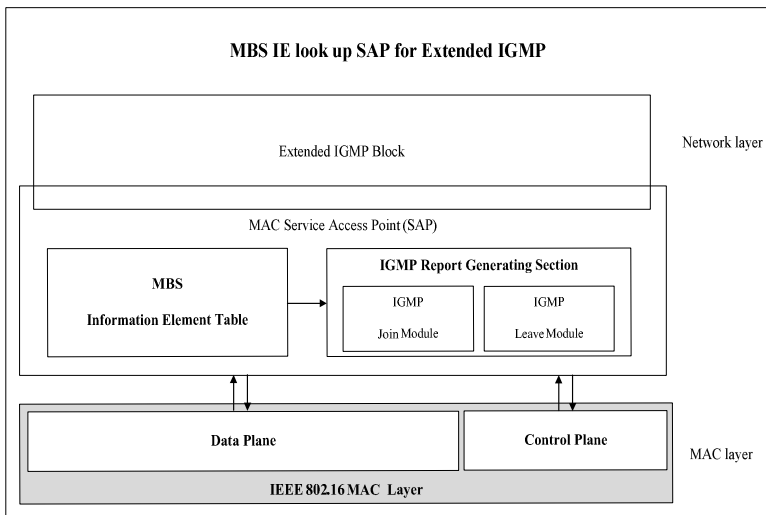 MBS IE look up SAP for Extended IGMP
Extended IGMP Block
Network layer
MAC Service Access Point (SAP)
MBS
Information Element Table
IGMP Report Generating Section
IGMP
Join Module
IGMP
Leave Module
Data Plane
Control Plane
MAC layer
IEEE 802.16 MAC Layer